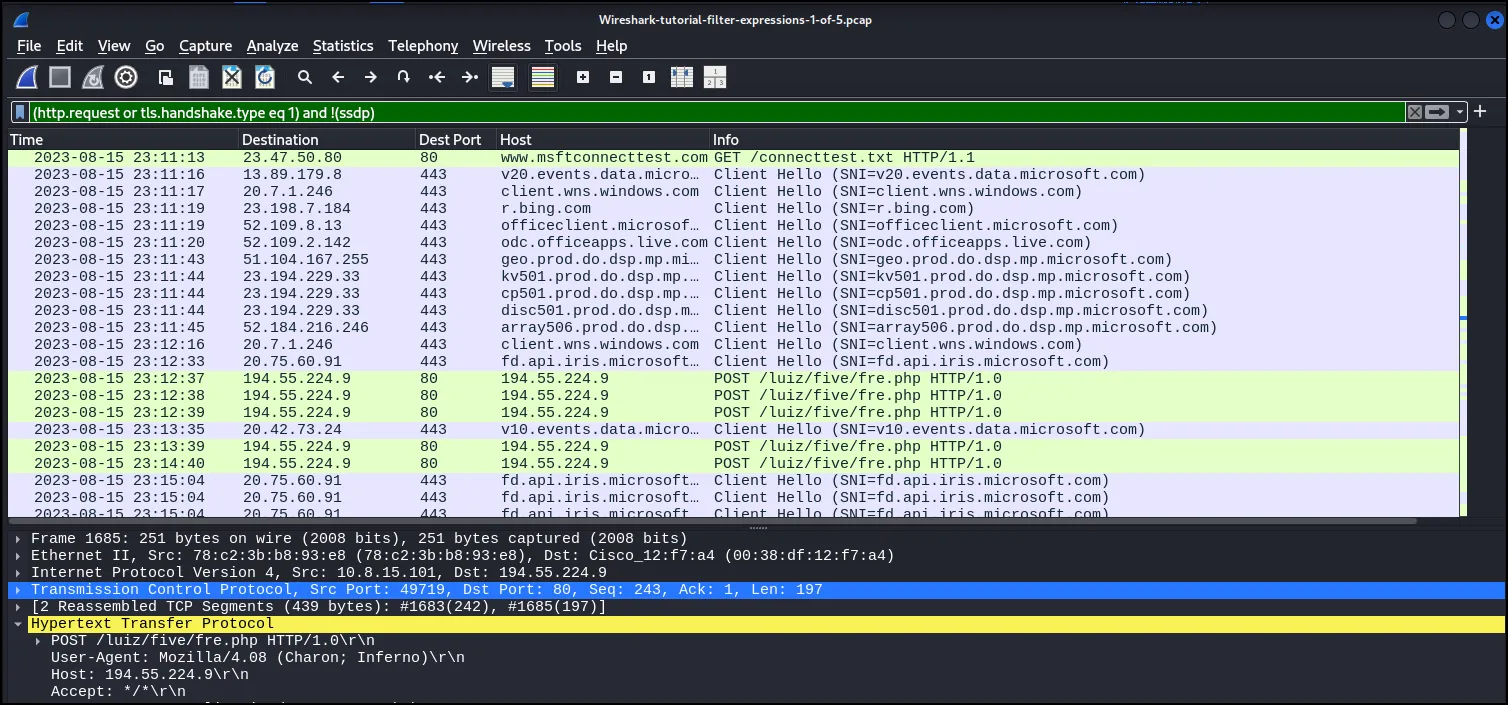 Wireshark-tutorial-filter-expressions-1-of-5.pcap
File Edit View Go Capture Analyze Statistics Telephony Wireless Tools Help
(http.request or tls.handshake.type eq 1) and !(ssdp)
Time Destination Dest Port Host Info
2023-08-15 23:11:13 23.47.50.80 80 www.msftconnecttest.com GET /connecttest.txt HTTP/1.1
2023-08-15 23:11:16 13.89.179.8 443 v20.events.data.micro… Client Hello (SNI=v20.events.data.microsoft.com)
2023-08-15 23:11:17 20.7.1.246 443 client.wns.windows.com Client Hello (SNI=client.wns.windows.com)
2023-08-15 23:11:19 23.198.7.184 443 r.bing.com Client Hello (SNI=r.bing.com)
2023-08-15 23:11:19 52.109.8.13 443 officeclient.microsof… Client Hello (SNI=officeclient.microsoft.com)
2023-08-15 23:11:20 52.109.2.142 443 odc.officeapps.live.com Client Hello (SNI=odc.officeapps.live.com)
2023-08-15 23:11:43 51.104.167.255 443 geo.prod.do.dsp.mp.mi… Client Hello (SNI=geo.prod.do.dsp.mp.microsoft.com)
2023-08-15 23:11:44 23.194.229.33 443 kv501.prod.do.dsp.mp.… Client Hello (SNI=kv501.prod.do.dsp.mp.microsoft.com)
2023-08-15 23:11:44 23.194.229.33 443 cp501.prod.do.dsp.mp.… Client Hello (SNI=cp501.prod.do.dsp.mp.microsoft.com)
2023-08-15 23:11:44 23.194.229.33 443 disc501.prod.do.dsp.m… Client Hello (SNI=disc501.prod.do.dsp.mp.microsoft.com)
2023-08-15 23:11:45 52.184.216.246 443 array506.prod.do.dsp.… Client Hello (SNI=array506.prod.do.dsp.mp.microsoft.com)
2023-08-15 23:12:16 20.7.1.246 443 client.wns.windows.com Client Hello (SNI=client.wns.windows.com)
2023-08-15 23:12:33 20.75.60.91 443 fd.api.iris.microsoft… Client Hello (SNI=fd.api.iris.microsoft.com)
2023-08-15 23:12:37 194.55.224.9 80 194.55.224.9 POST /luiz/five/fre.php HTTP/1.0
2023-08-15 23:12:38 194.55.224.9 80 194.55.224.9 POST /luiz/five/fre.php HTTP/1.0
2023-08-15 23:12:39 194.55.224.9 80 194.55.224.9 POST /luiz/five/fre.php HTTP/1.0
2023-08-15 23:13:35 20.42.73.24 443 v10.events.data.micro… Client Hello (SNI=v10.events.data.microsoft.com)
2023-08-15 23:13:39 194.55.224.9 80 194.55.224.9 POST /luiz/five/fre.php HTTP/1.0
2023-08-15 23:14:40 194.55.224.9 80 194.55.224.9 POST /luiz/five/fre.php HTTP/1.0
2023-08-15 23:15:04 20.75.60.91 443 fd.api.iris.microsoft… Client Hello (SNI=fd.api.iris.microsoft.com)
2023-08-15 23:15:04 20.75.60.91 443 fd.api.iris.microsoft… Client Hello (SNI=fd.api.iris.microsoft.com)
2023-08-15 23:15:04 20.75.60.91 443 fd.api.iris.microsoft… Client Hello (SNI=fd.api.iris.microsoft.com)
Frame 1685: 251 bytes on wire (2008 bits), 251 bytes captured (2008 bits)
Ethernet II, Src: 78:c2:3b:b8:93:e8 (78:c2:3b:b8:93:e8), Dst: Cisco_12:f7:a4 (00:38:df:12:f7:a4)
Internet Protocol Version 4, Src: 10.8.15.101, Dst: 194.55.224.9
Transmission Control Protocol, Src Port: 49719, Dst Port: 80, Seq: 243, Ack: 1, Len: 197
[2 Reassembled TCP Segments (439 bytes): #1683(242), #1685(197)]
Hypertext Transfer Protocol
POST /luiz/five/fre.php HTTP/1.0\r\n
User-Agent: Mozilla/4.08 (Charon; Inferno)\r\n
Host: 194.55.224.9\r\n
Accept: */*\r\n